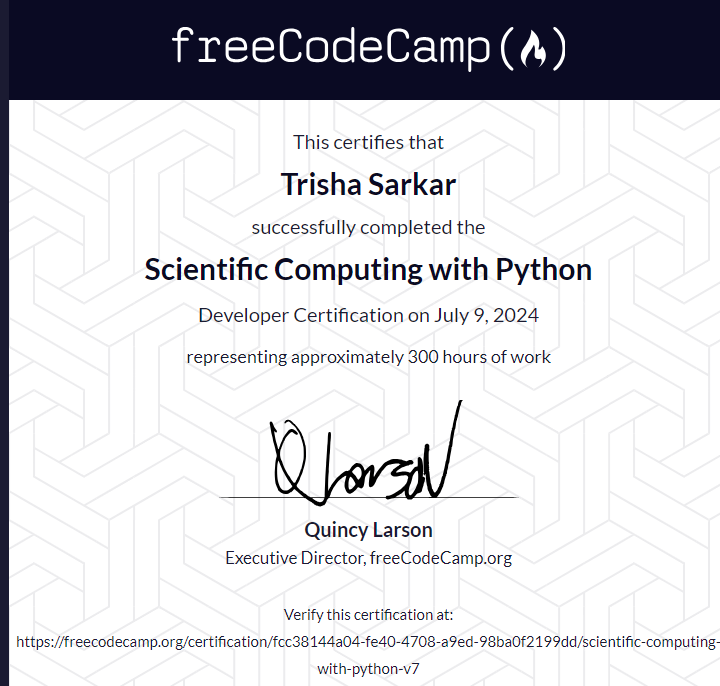 freeCodeCamp
This certifies that
Trisha Sarkar
successfully completed the
Scientific Computing with Python
Developer Certification on July 9, 2024
representing approximately 300 hours of work
Q Larson
Quincy Larson
Executive Director, freeCodeCamp.org
Verify this certification at:
https://freecodecamp.org/certification/fcc38144a04-fe40-4708-a9ed-98ba0f2199dd/scientific-computing-
with-python-v7